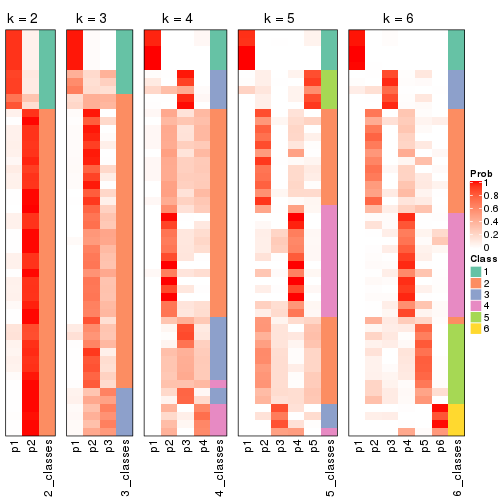 k = 2
k = 3
k = 4
k = 5
k = 6
p1
p2
2_classes
p1
p2
p3
3_classes
p1
p2
p3
p4
4_classes
p1
p2
p3
p4
p5
5_classes
p1
p2
p3
p4
p5
p6
6_classes
Prob
1
0.8
0.6
0.4
0.2
0
Class
1
2
3
4
5
6